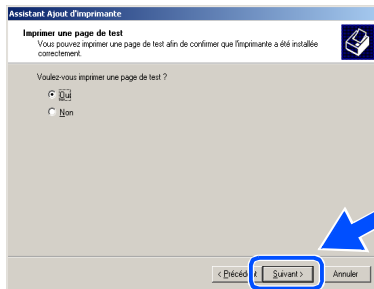 Assistant Ajout d'imprimante
Imprimer une page de test
Vous pouvez imprimer une page de test afin de confirmer que l'imprimante a été installée
correctement.
Voulez-vous imprimer une page de test ?
Oui
Non
< Précédent Suivant > Annuler